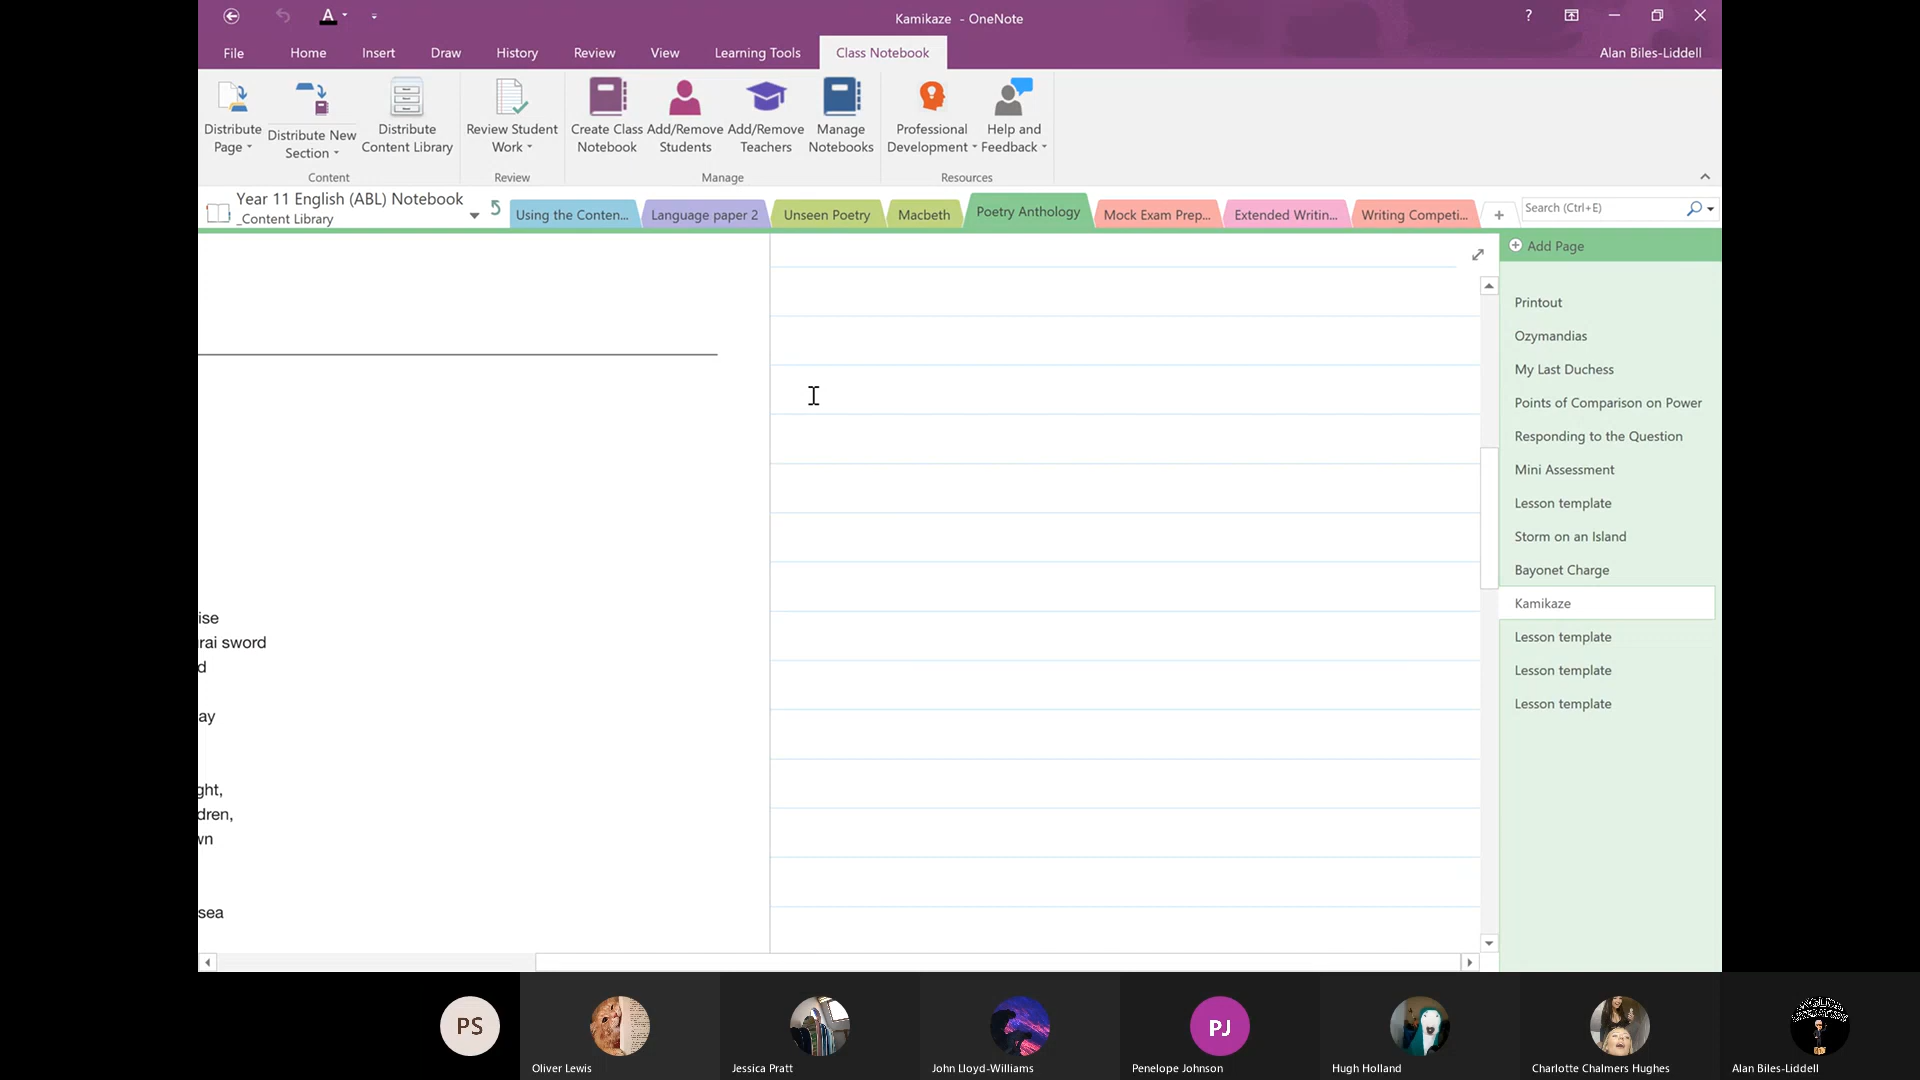 Kamikaze - OneNote
?
A
File Home Insert Draw History Review View Learning Tools Class Notebook
Alan Biles-Liddell
Distribute Page
Distribute New Section
Distribute Content Library
Review Student Work
Create Class Notebook
Add/Remove Students
Add/Remove Teachers
Manage Notebooks
Professional Development
Help and Feedback
Content
Review
Manage
Resources
Year 11 English (ABL) Notebook
_Content Library
Using the Conten...
Language paper 2
Unseen Poetry
Macbeth
Poetry Anthology
Mock Exam Prep...
Extended Writin...
Writing Competi...
Search (Ctrl+E)
Add Page
Printout
Ozymandias
My Last Duchess
Points of Comparison on Power
Responding to the Question
Mini Assessment
Lesson template
Storm on an Island
Bayonet Charge
Kamikaze
Lesson template
Lesson template
Lesson template
ise
rai sword
d
ay
ght,
dren,
wn
sea
PS
PJ
Oliver Lewis
Jessica Pratt
John Lloyd-Williams
Penelope Johnson
Hugh Holland
Charlotte Chalmers Hughes
Alan Biles-Liddell